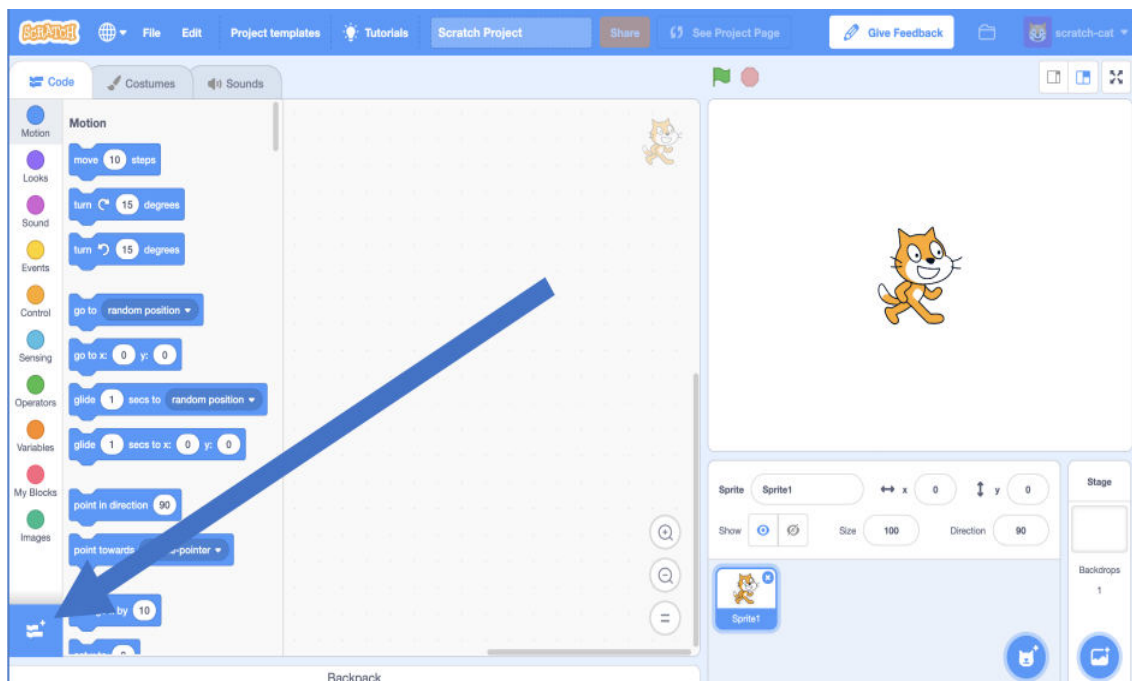 SCRATCH File Edit Project templates Tutorials Scratch Project Share See Project Page Give Feedback scratch-cat
Code Costumes Sounds
Motion
Looks
Sound
Events
Control
Sensing
Operators
Variables
My Blocks
Images
Motion
move 10 steps
turn 15 degrees
turn 15 degrees
go to random position
go to x: 0 y: 0
glide 1 secs to random position
glide 1 secs to x: 0 y: 0
point in direction 90
point towards -pointer
by 10
Sprite Sprite1 x 0 y 0
Show Size 100 Direction 90
Sprite1
Stage
Backdrops
1
Backpack